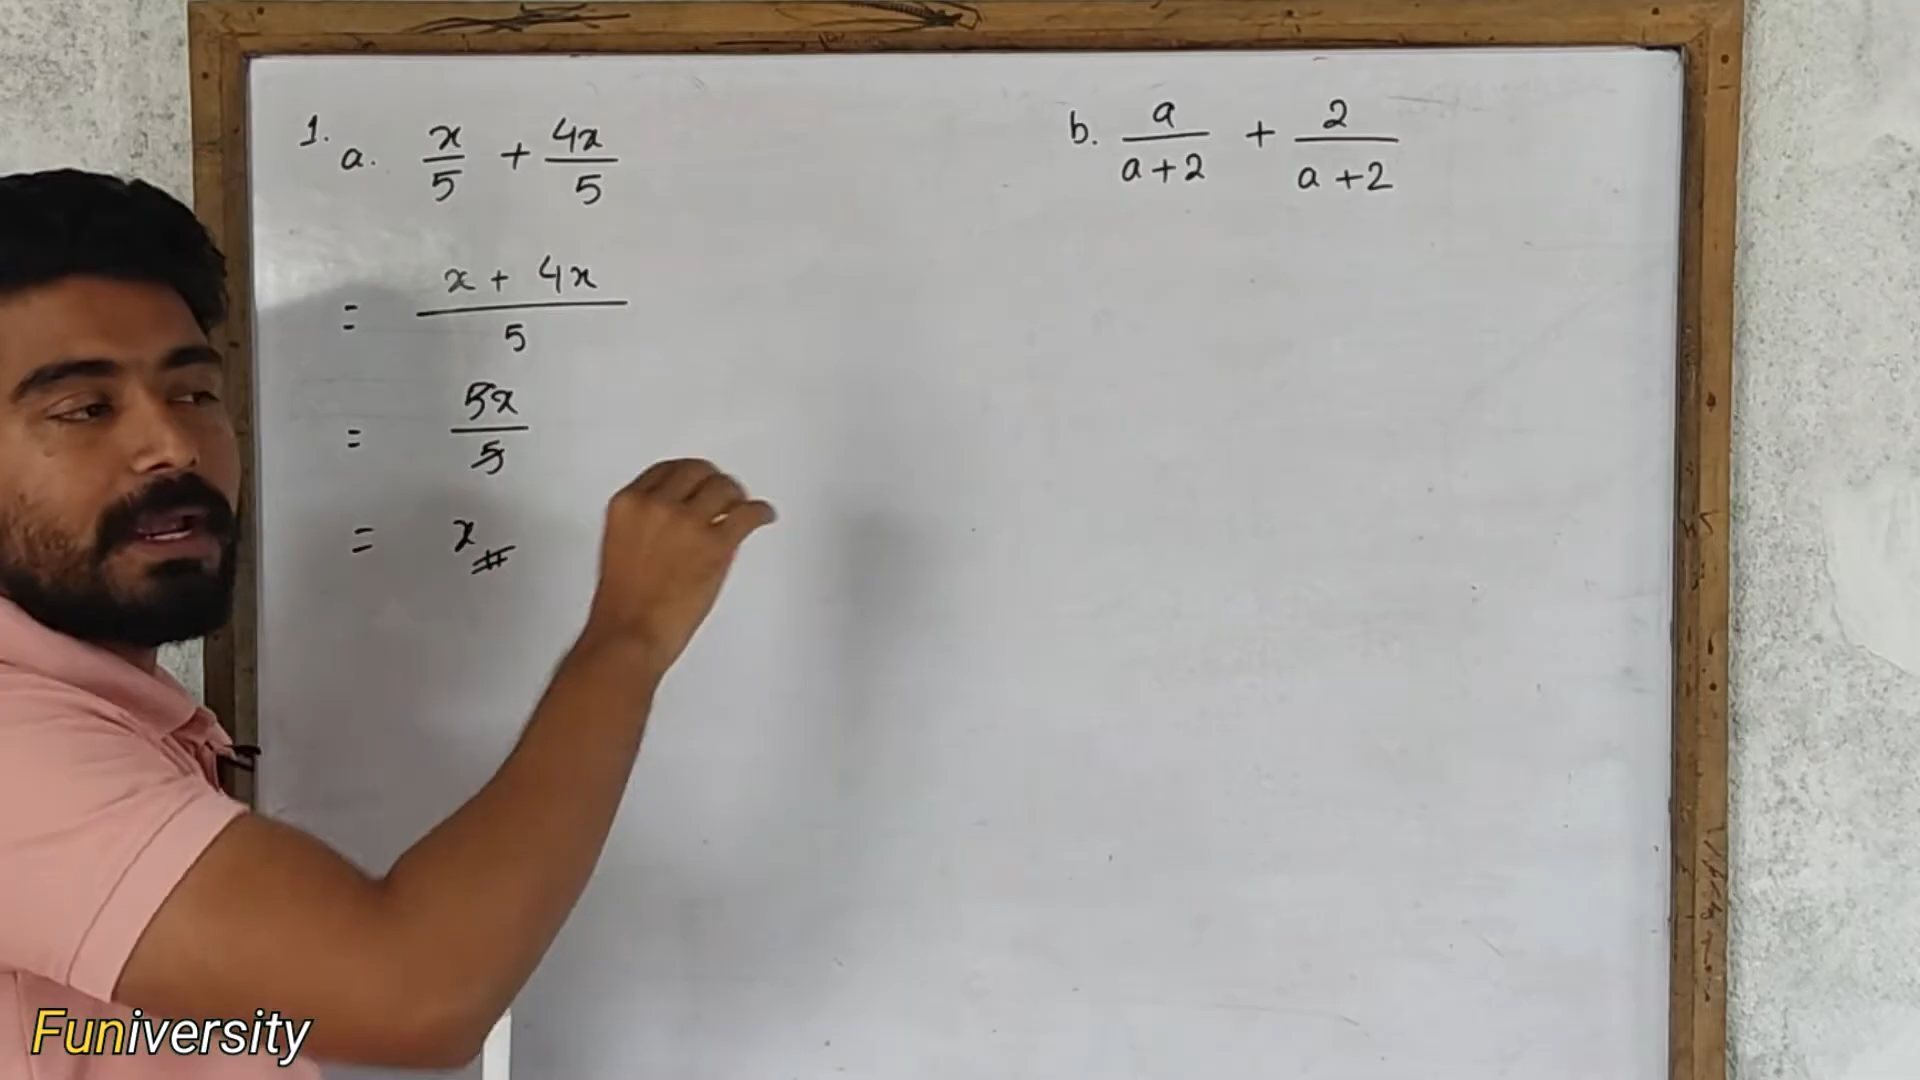 1. a. x/5 + 4x/5
= x + 4x / 5
= 5x/5
= x #
b. a/a+2 + 2/a+2
Funiversity